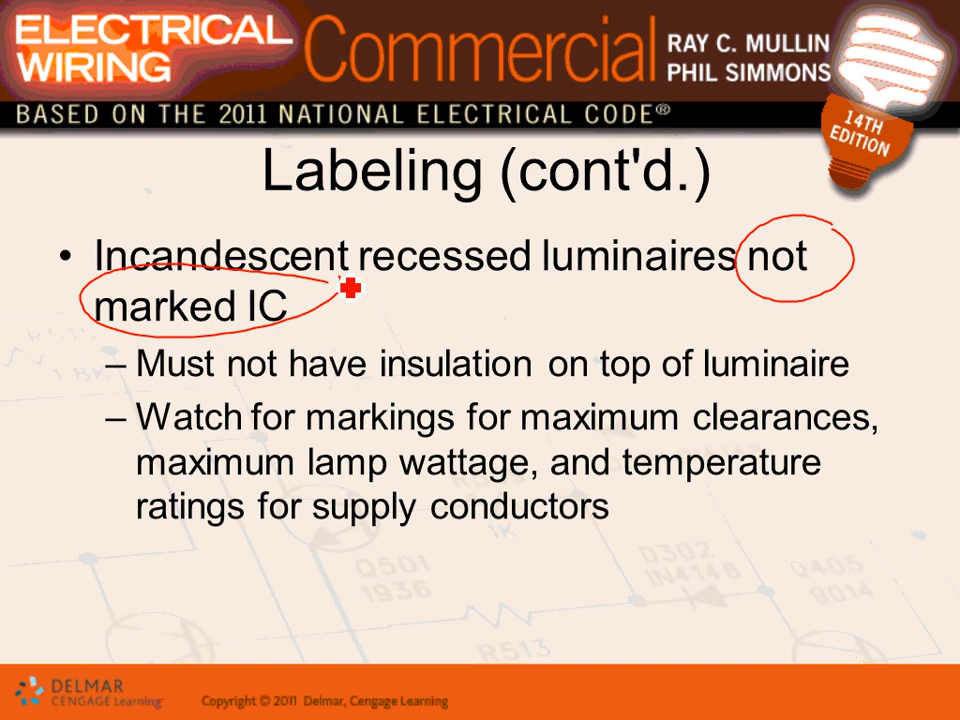 ELECTRICAL
WIRING
Commercial
RAY C. MULLIN
PHIL SIMMONS
BASED ON THE 2011 NATIONAL ELECTRICAL CODE®
14TH
EDITION
Labeling (cont'd.)
• Incandescent recessed luminaires not
marked IC
– Must not have insulation on top of luminaire
– Watch for markings for maximum clearances,
maximum lamp wattage, and temperature
ratings for supply conductors
1K
Q501
1936
D302
IN4148
Q405
9014
R513
DELMAR
CENGAGE Learning
Copyright © 2011 Delmar, Cengage Learning